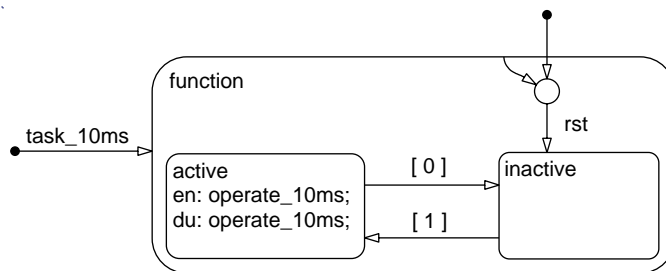 function
rst
task_10ms
active
en: operate_10ms;
du: operate_10ms;
[ 0 ]
[ 1 ]
inactive